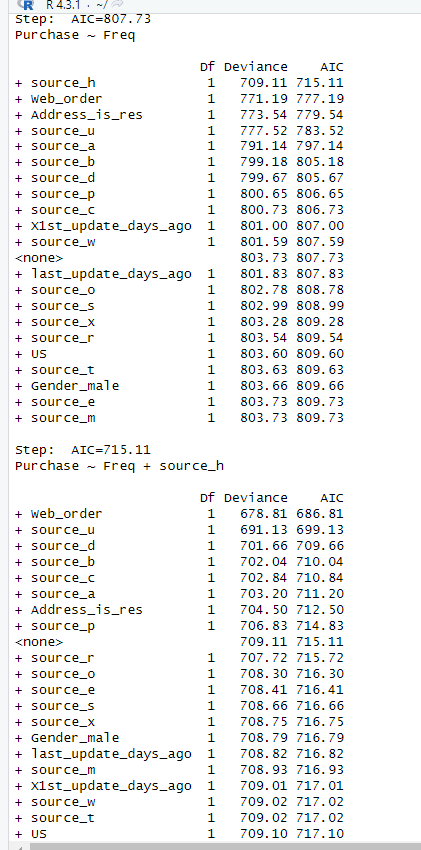 R 4.3.1 · ~/
Step:  AIC=807.73
Purchase ~ Freq
                       Df Deviance    AIC
+ source_h              1   709.11 715.11
+ Web_order             1   771.19 777.19
+ Address_is_res        1   773.54 779.54
+ source_u              1   777.52 783.52
+ source_a              1   791.14 797.14
+ source_b              1   799.18 805.18
+ source_d              1   799.67 805.67
+ source_p              1   800.65 806.65
+ source_c              1   800.73 806.73
+ X1st_update_days_ago  1   801.00 807.00
+ source_w              1   801.59 807.59
<none>                      803.73 807.73
+ last_update_days_ago  1   801.83 807.83
+ source_o              1   802.78 808.78
+ source_s              1   802.99 808.99
+ source_x              1   803.28 809.28
+ source_r              1   803.54 809.54
+ US                    1   803.60 809.60
+ source_t              1   803.63 809.63
+ Gender_male           1   803.66 809.66
+ source_e              1   803.73 809.73
+ source_m              1   803.73 809.73
Step:  AIC=715.11
Purchase ~ Freq + source_h
                       Df Deviance    AIC
+ Web_order             1   678.81 686.81
+ source_u              1   691.13 699.13
+ source_d              1   701.66 709.66
+ source_b              1   702.04 710.04
+ source_c              1   702.84 710.84
+ source_a              1   703.20 711.20
+ Address_is_res        1   704.50 712.50
+ source_p              1   706.83 714.83
<none>                      709.11 715.11
+ source_r              1   707.72 715.72
+ source_o              1   708.30 716.30
+ source_e              1   708.41 716.41
+ source_s              1   708.66 716.66
+ source_x              1   708.75 716.75
+ Gender_male           1   708.79 716.79
+ last_update_days_ago  1   708.82 716.82
+ source_m              1   708.93 716.93
+ X1st_update_days_ago  1   709.01 717.01
+ source_w              1   709.02 717.02
+ source_t              1   709.02 717.02
+ US                    1   709.10 717.10